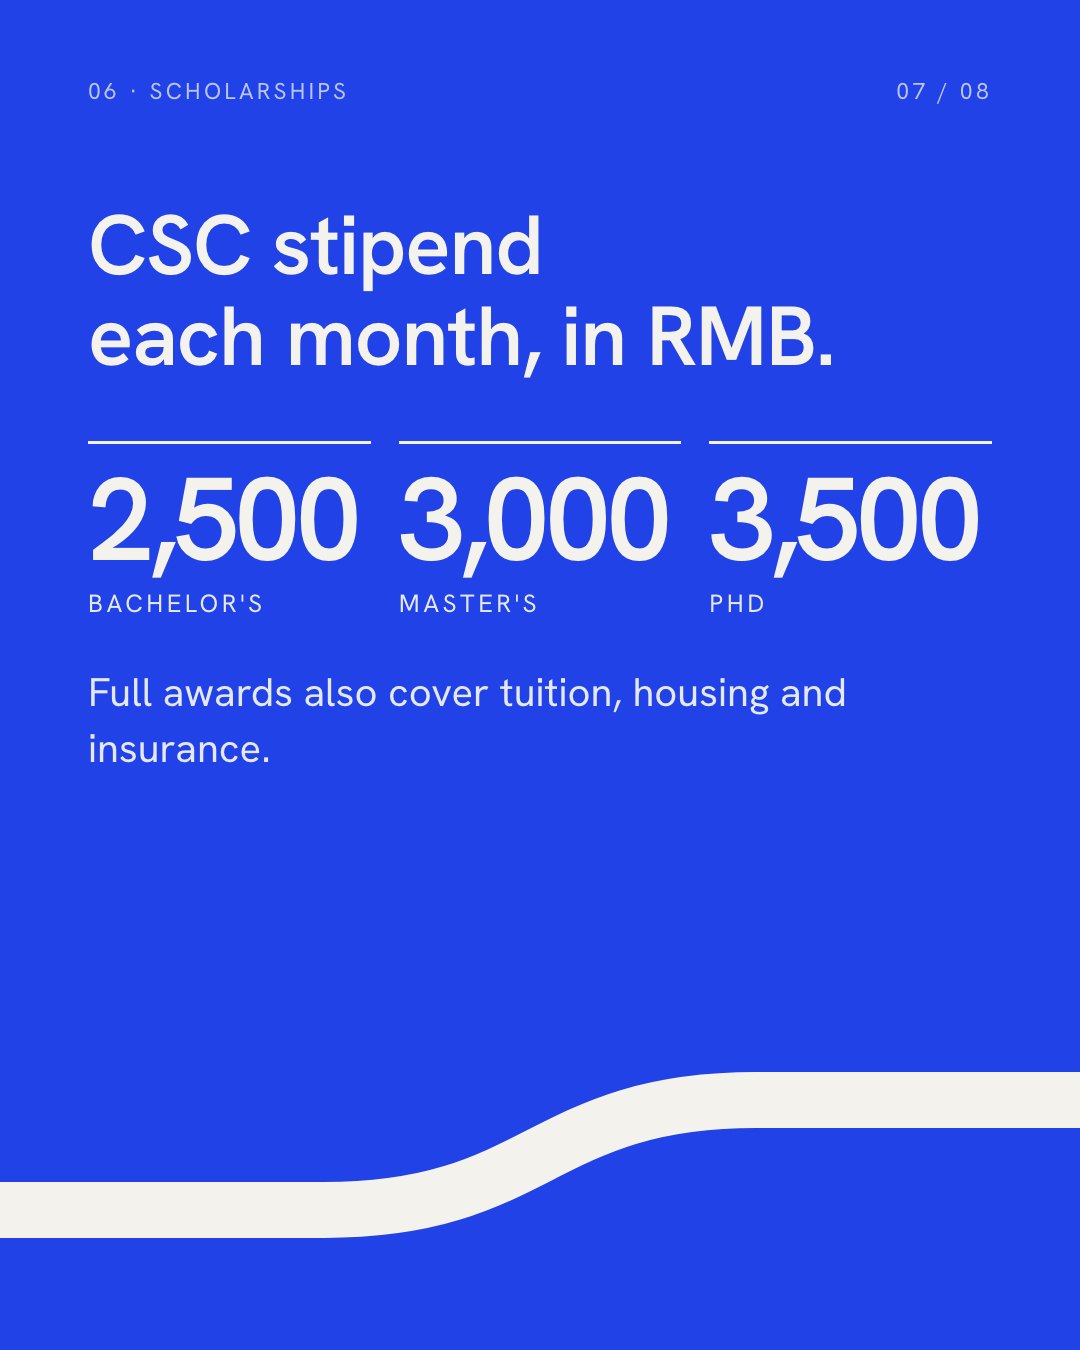 06 · SCHOLARSHIPS
07 / 08
CSC stipend
each month, in RMB.
2,500 3,000 3,500
BACHELOR'S MASTER'S PHD
Full awards also cover tuition, housing and
insurance.